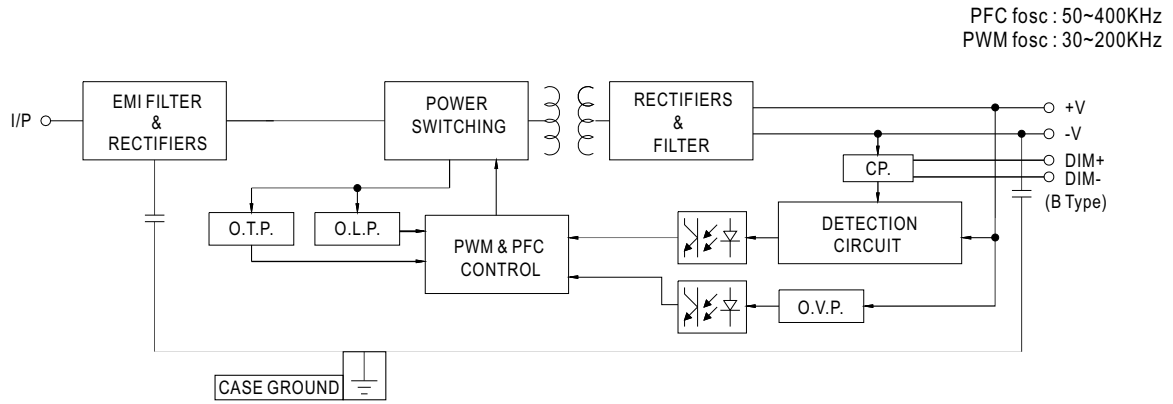 PFC fosc : 50~400KHz
PWM fosc : 30~200KHz
I/P
EMI FILTER
&
RECTIFIERS
POWER
SWITCHING
RECTIFIERS
&
FILTER
+V
-V
DIM+
DIM-
(B Type)
CP.
O.T.P.
O.L.P.
PWM & PFC
CONTROL
DETECTION
CIRCUIT
O.V.P.
CASE GROUND